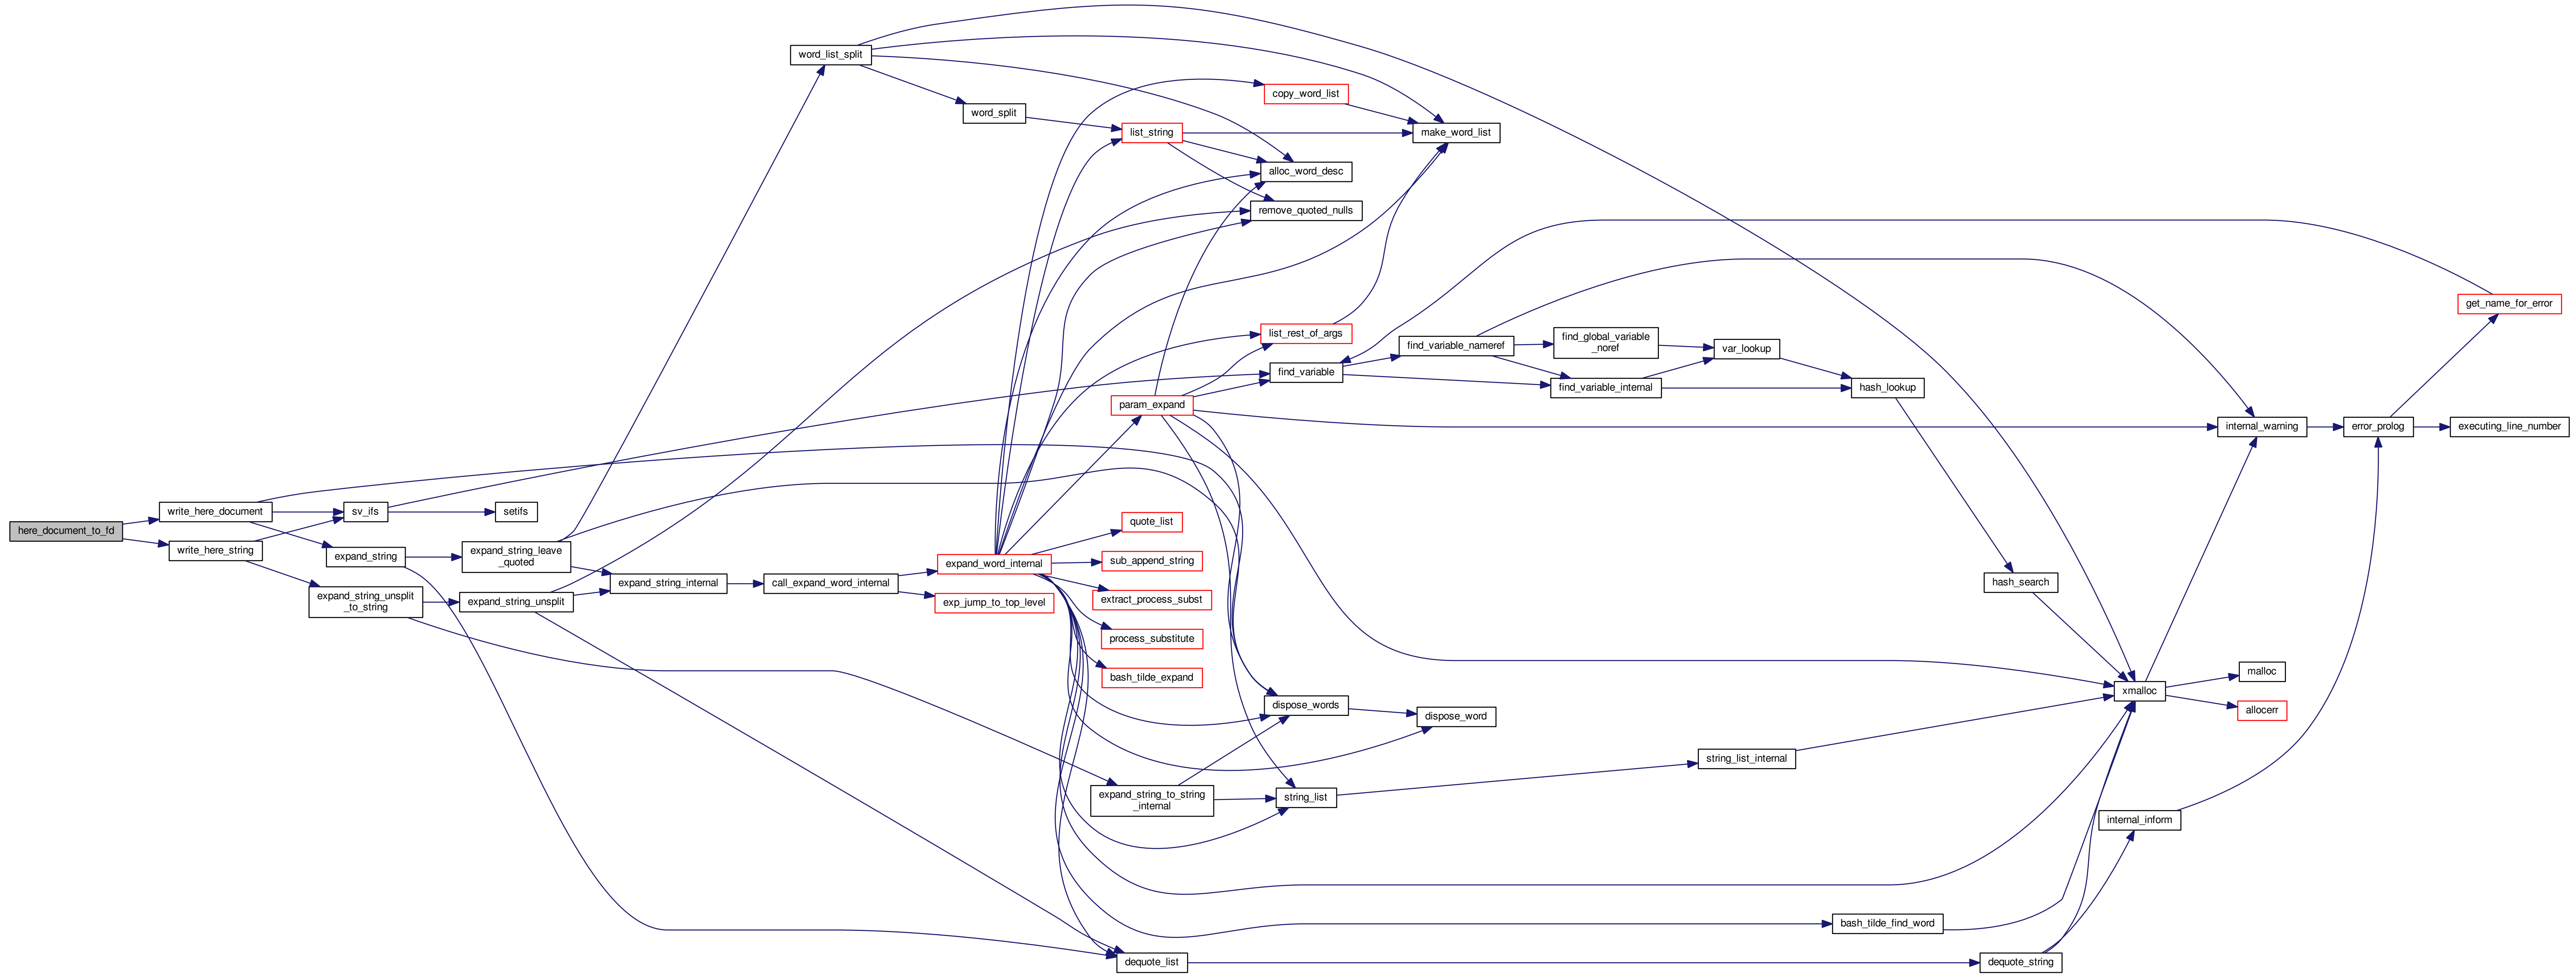 word_list_split
copy_word_list
word_split
list_string
make_word_list
alloc_word_desc
remove_quoted_nulls
get_name_for_error
list_rest_of_args
find_variable_nameref
find_global_variable
_noref
var_lookup
find_variable
find_variable_internal
hash_lookup
param_expand
internal_warning
error_prolog
executing_line_number
write_here_document
sv_ifs
setifs
here_document_to_fd
quote_list
write_here_string
expand_string
expand_string_leave
_quoted
expand_word_internal
sub_append_string
expand_string_internal
call_expand_word_internal
hash_search
expand_string_unsplit
_to_string
expand_string_unsplit
exp_jump_to_top_level
extract_process_subst
process_substitute
bash_tilde_expand
malloc
xmalloc
allocerr
dispose_words
dispose_word
string_list_internal
expand_string_to_string
_internal
string_list
internal_inform
bash_tilde_find_word
dequote_list
dequote_string